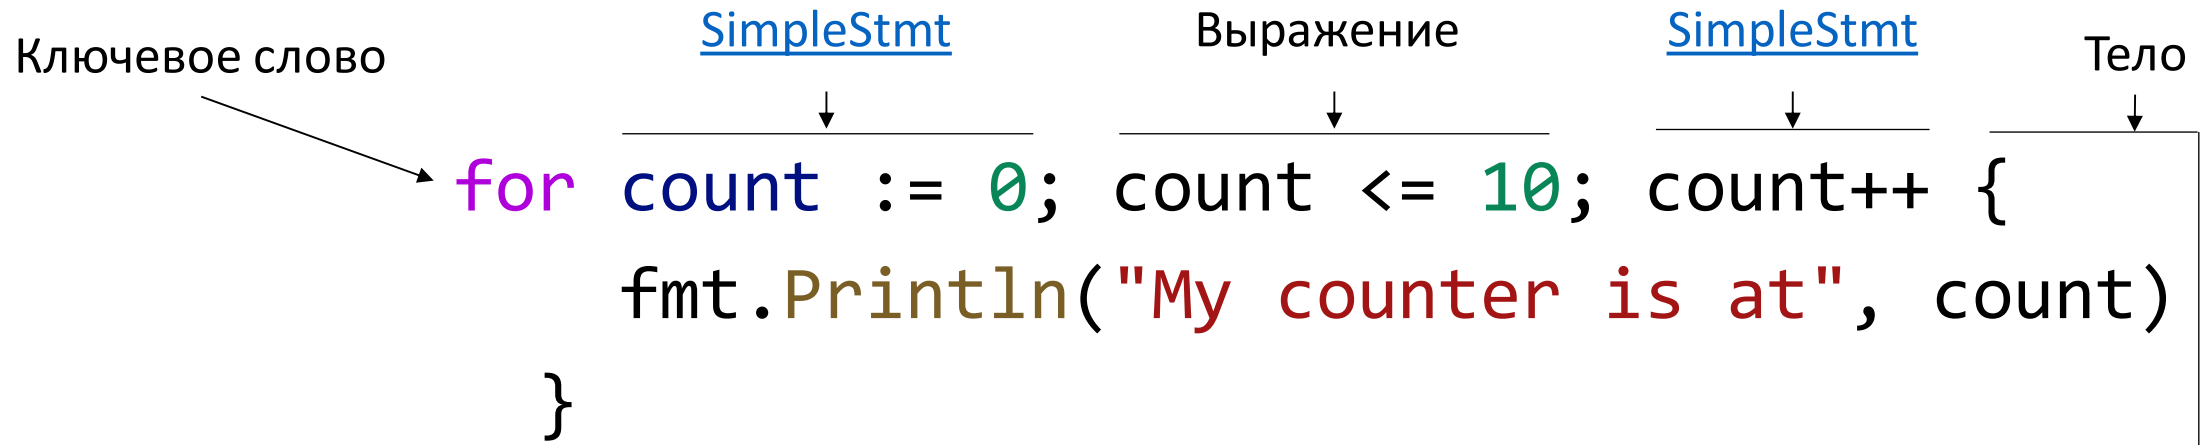 Ключевое слово
SimpleStmt
Выражение
SimpleStmt
Тело
for count := 0; count <= 10; count++ {
fmt.Println("My counter is at", count)
}